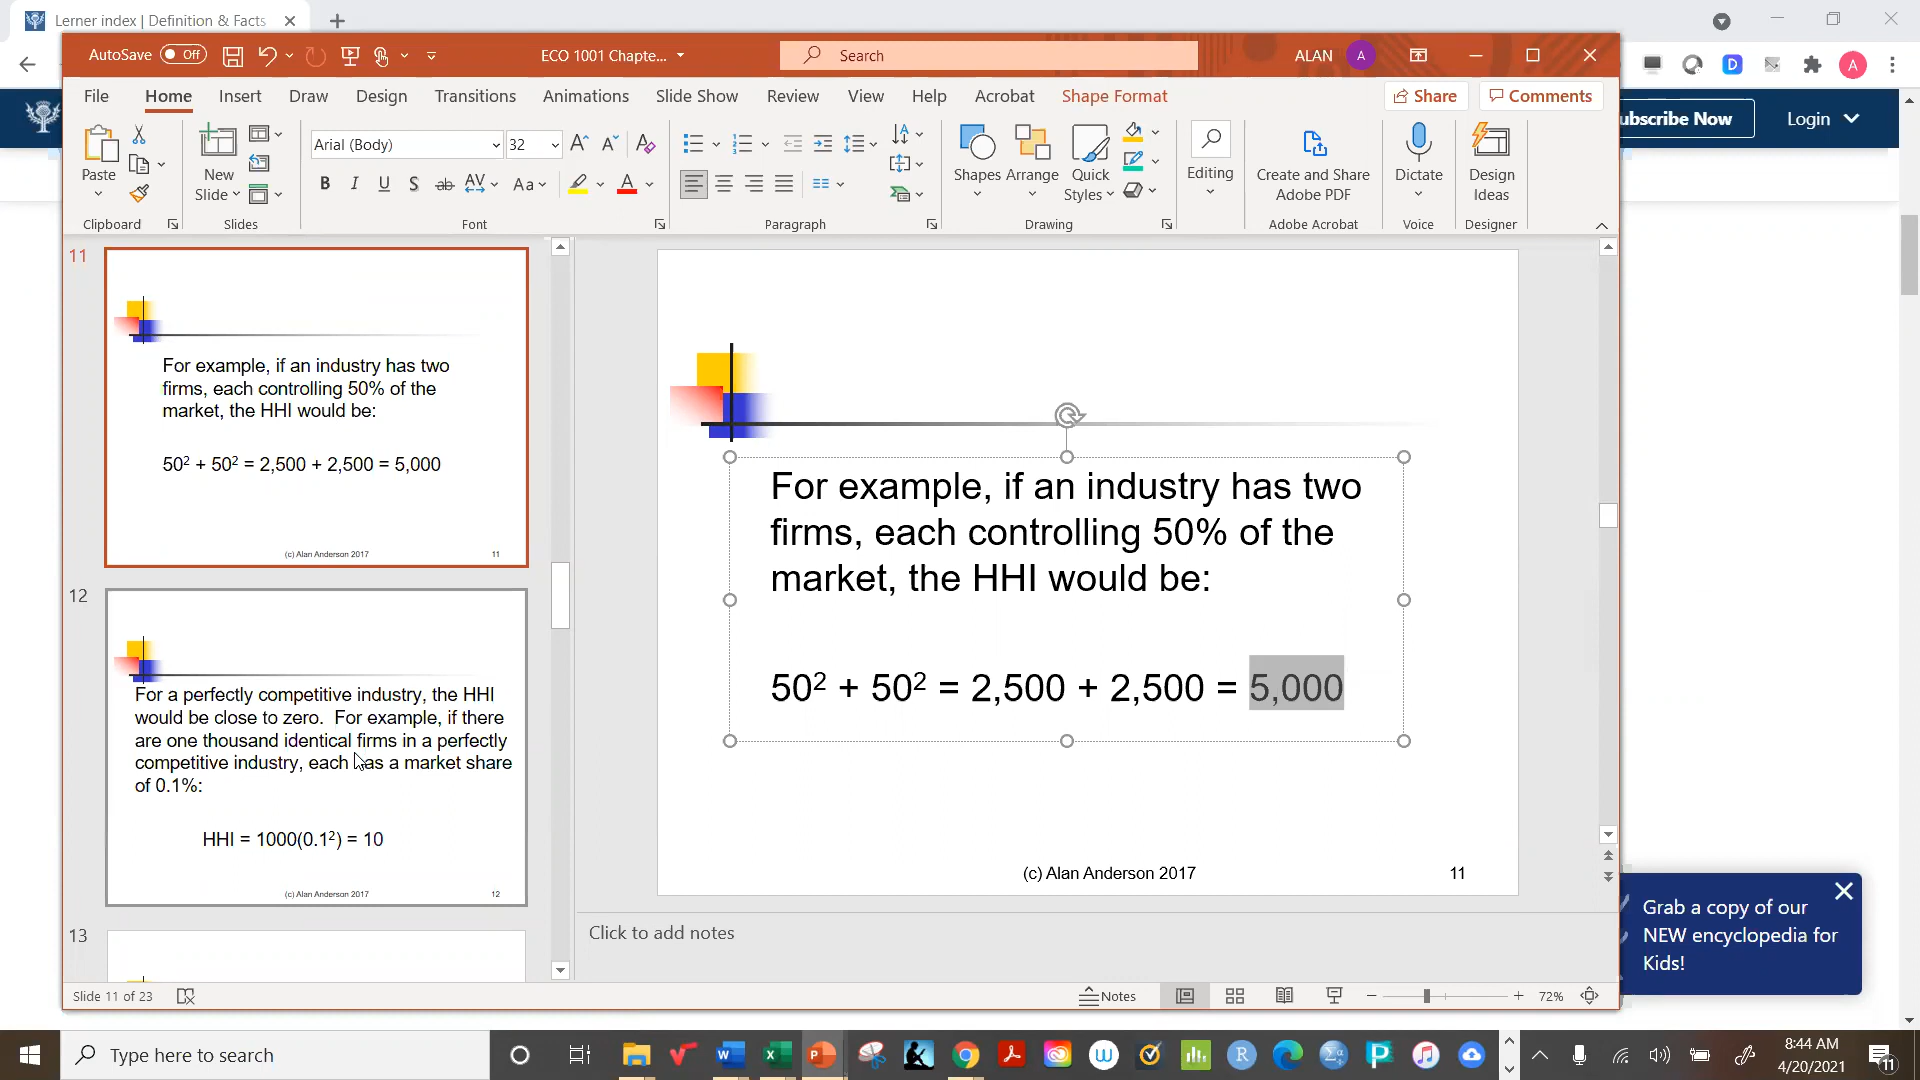 Lerner index | Definition & Facts
AutoSave Off
ECO 1001 Chapte...
Search
ALAN A
File Home Insert Draw Design Transitions Animations Slide Show Review View Help Acrobat Shape Format
Share Comments
Paste
New Slide
Arial (Body) 32
Aa
Shapes Arrange Quick Styles
Editing
Create and Share Adobe PDF
Dictate
Design Ideas
Clipboard Slides Font Paragraph Drawing Adobe Acrobat Voice Designer
ubscribe Now
Login
11
For example, if an industry has two
firms, each controlling 50% of the
market, the HHI would be:
50² + 50² = 2,500 + 2,500 = 5,000
(c) Alan Anderson 2017 11
12
For a perfectly competitive industry, the HHI
would be close to zero. For example, if there
are one thousand identical firms in a perfectly
competitive industry, each has a market share
of 0.1%:
HHI = 1000(0.1²) = 10
(c) Alan Anderson 2017 12
13
For example, if an industry has two
firms, each controlling 50% of the
market, the HHI would be:
50² + 50² = 2,500 + 2,500 = 5,000
(c) Alan Anderson 2017 11
Click to add notes
Grab a copy of our
NEW encyclopedia for
Kids!
Slide 11 of 23
Notes
72%
Type here to search
8:44 AM
4/20/2021
11